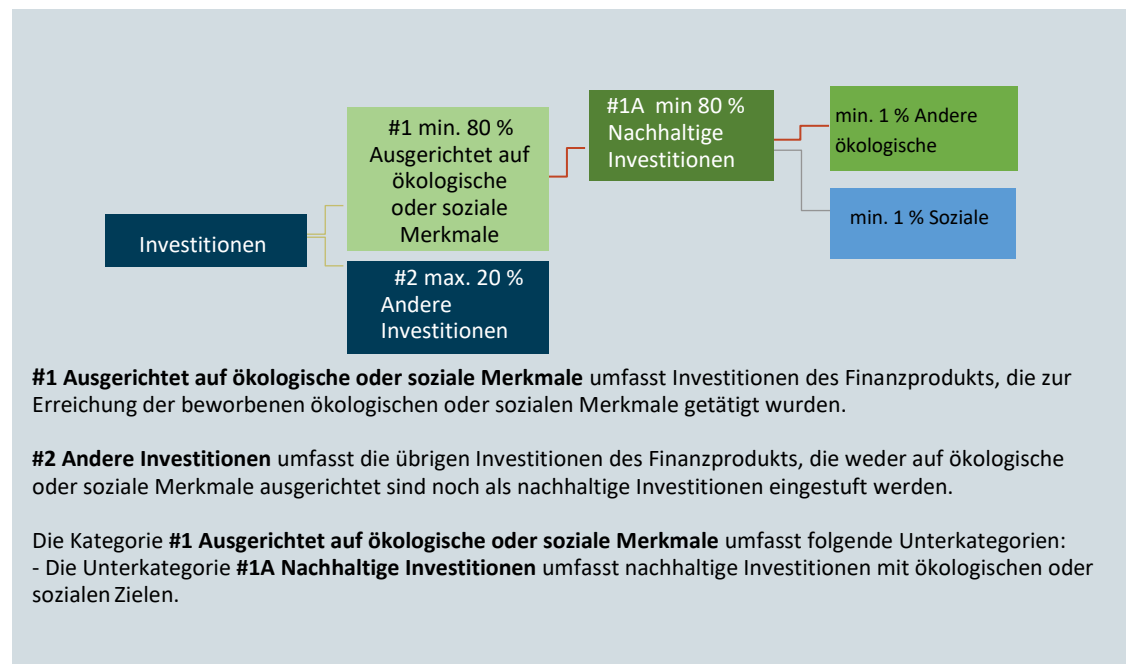 Investitionen
#1 min. 80 %
Ausgerichtet auf
ökologische
oder soziale
Merkmale
#2 max. 20 %
Andere
Investitionen
#1A min 80 %
Nachhaltige
Investitionen
min. 1 % Andere
ökologische
min. 1 % Soziale
#1 Ausgerichtet auf ökologische oder soziale Merkmale umfasst Investitionen des Finanzprodukts, die zur
Erreichung der beworbenen ökologischen oder sozialen Merkmale getätigt wurden.
#2 Andere Investitionen umfasst die übrigen Investitionen des Finanzprodukts, die weder auf ökologische
oder soziale Merkmale ausgerichtet sind noch als nachhaltige Investitionen eingestuft werden.
Die Kategorie #1 Ausgerichtet auf ökologische oder soziale Merkmale umfasst folgende Unterkategorien:
- Die Unterkategorie #1A Nachhaltige Investitionen umfasst nachhaltige Investitionen mit ökologischen oder
sozialen Zielen.